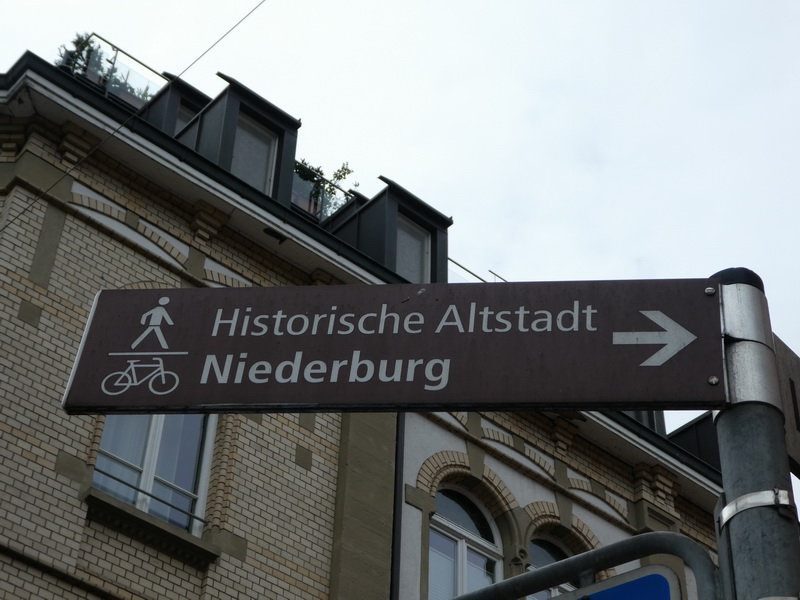 Historische Altstadt
Niederburg